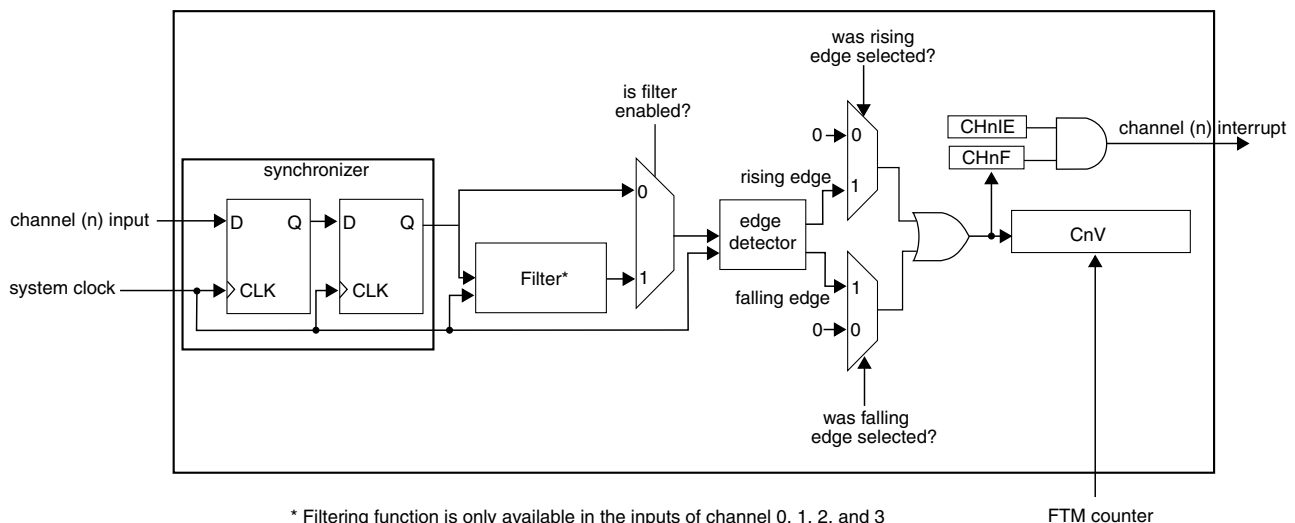 was rising
edge selected?
is filter
enabled?
0
0
CHnIE
channel (n) interrupt
CHnF
synchronizer
rising edge
1
0
channel (n) input
D
Q
D
Q
edge
detector
CnV
Filter*
1
falling edge
1
system clock
CLK
CLK
0
0
was falling
edge selected?
* Filtering function is only available in the inputs of channel 0, 1, 2, and 3
FTM counter